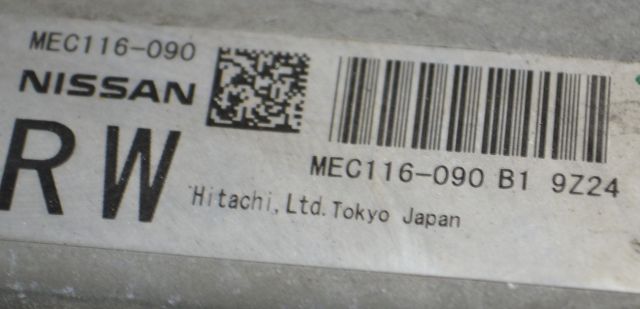 MEC116-090
NISSAN
RW
MEC116-090 B1 9Z24
Hitachi, Ltd. Tokyo Japan